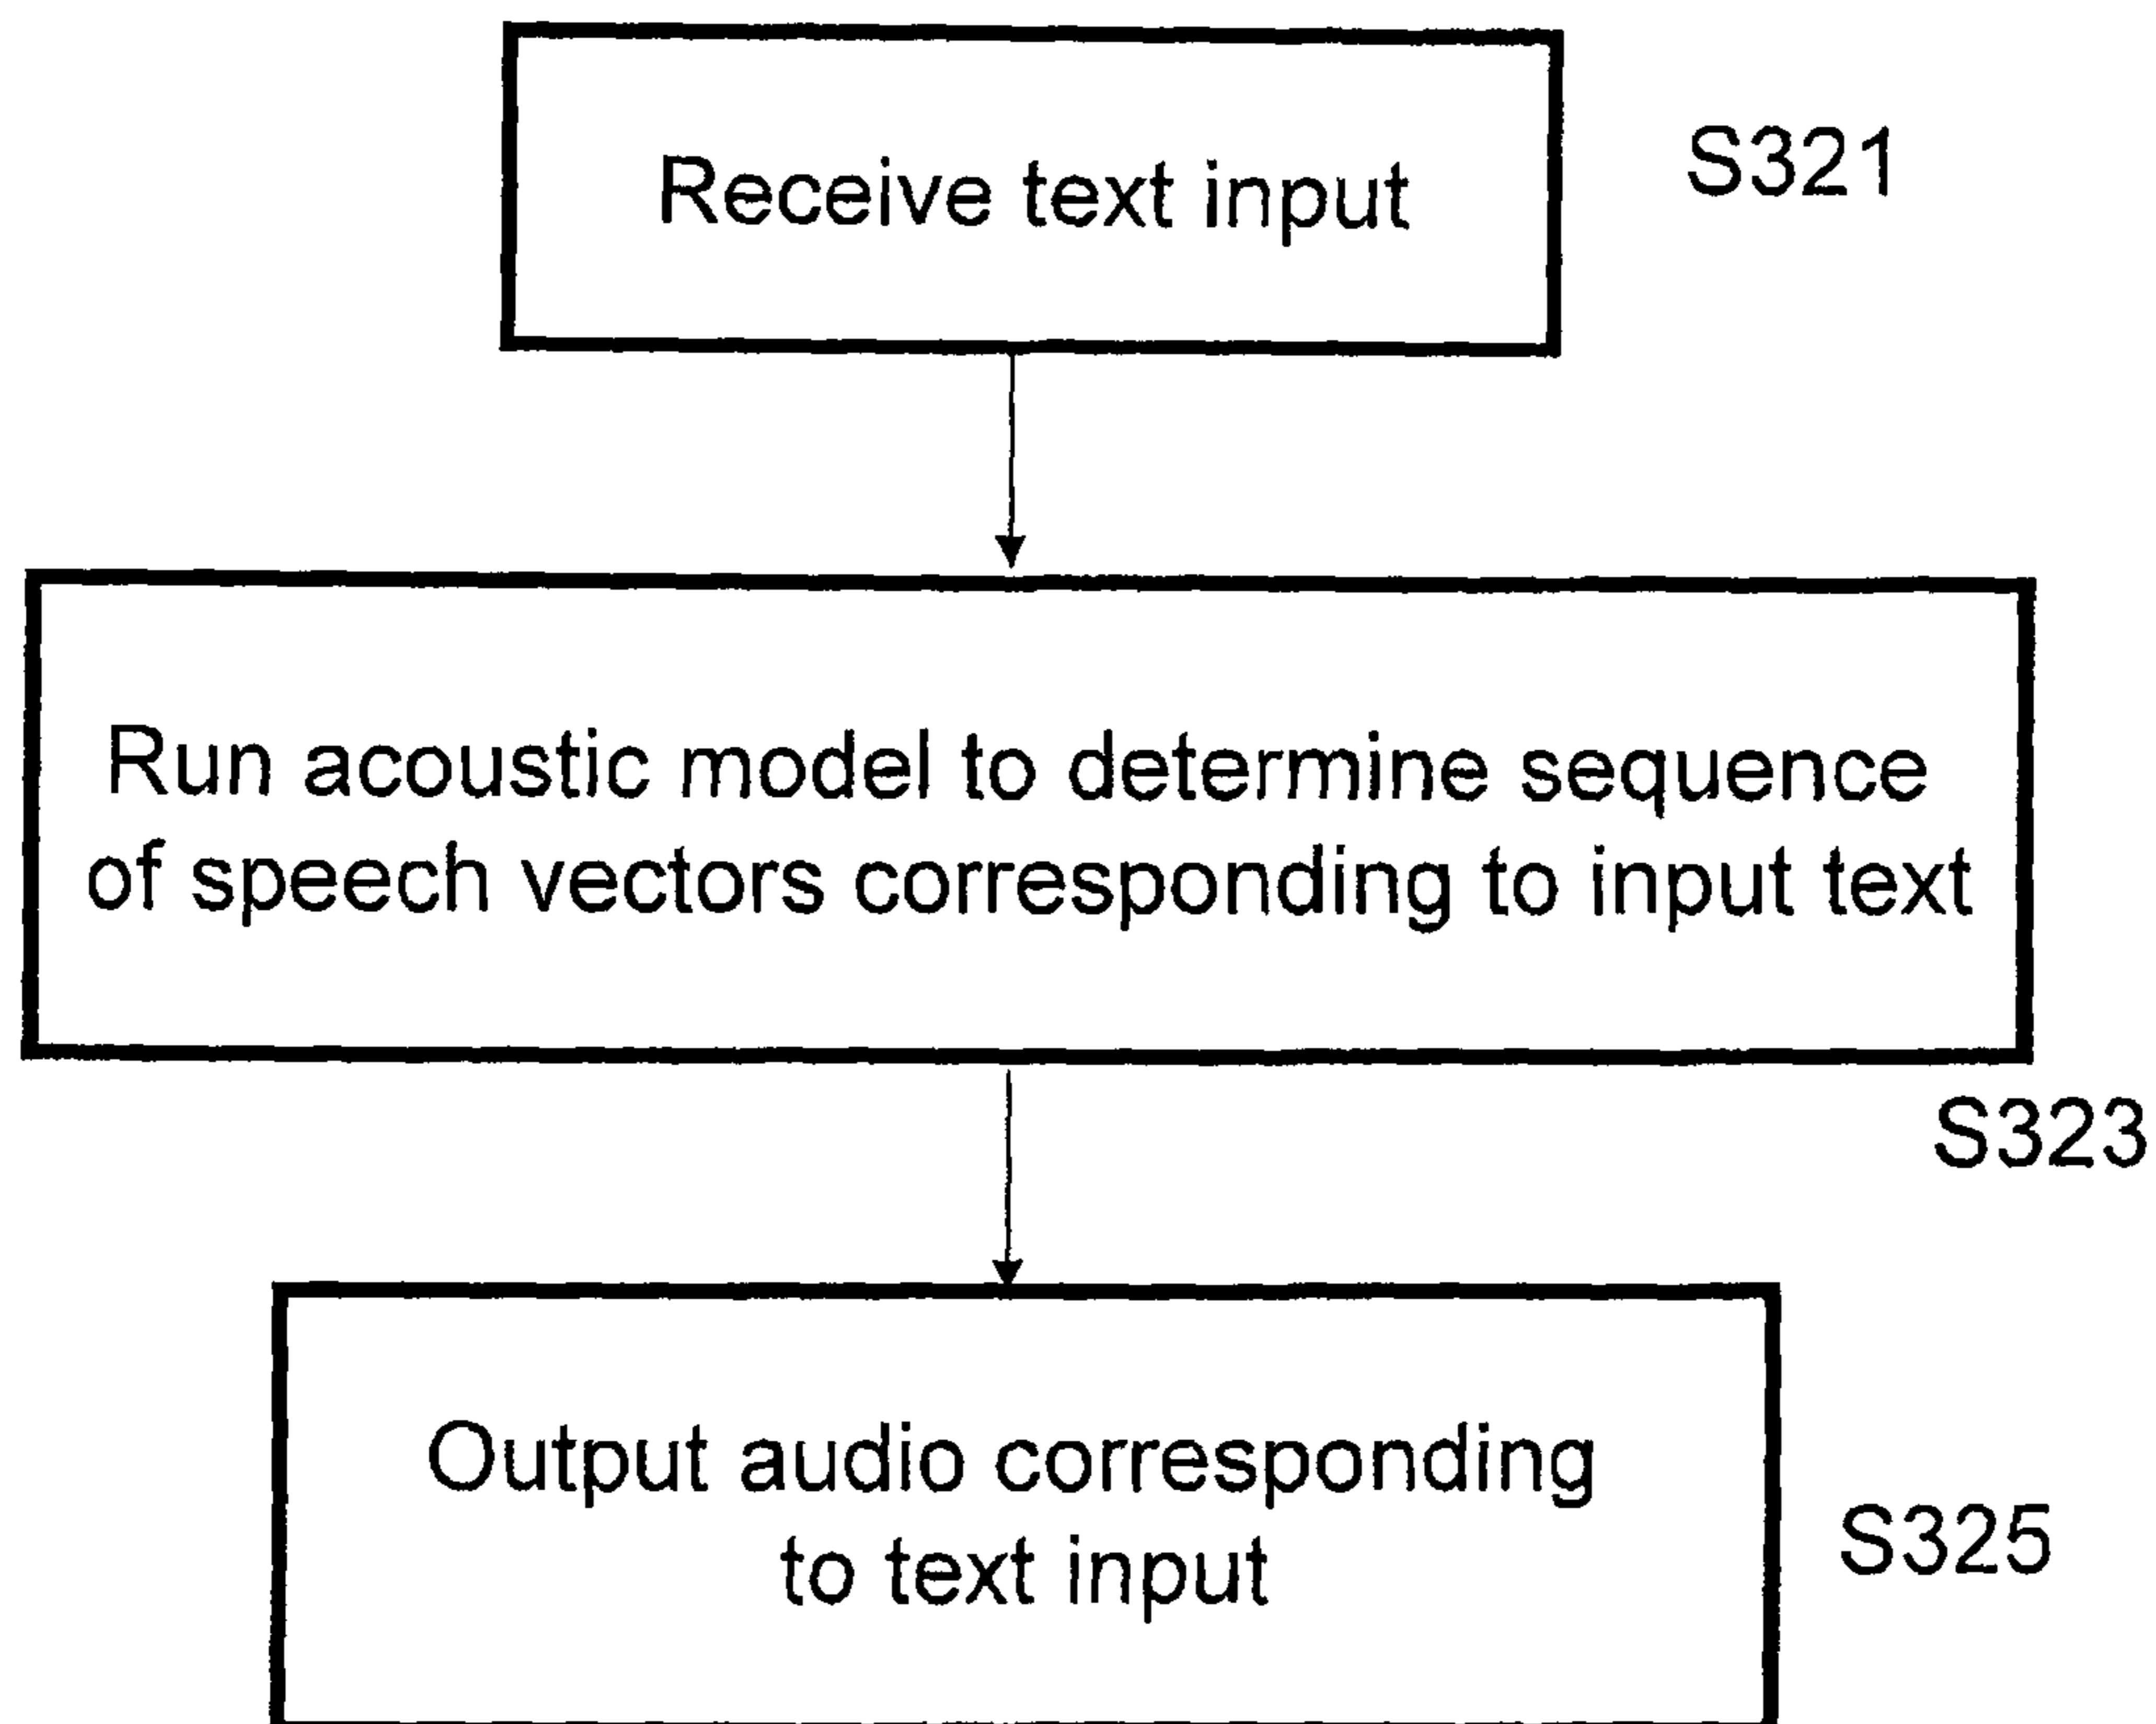 Receive text input
S321
Run acoustic model to determine sequence
of speech vectors corresponding to input text
S323
Output audio corresponding
to text input
S325